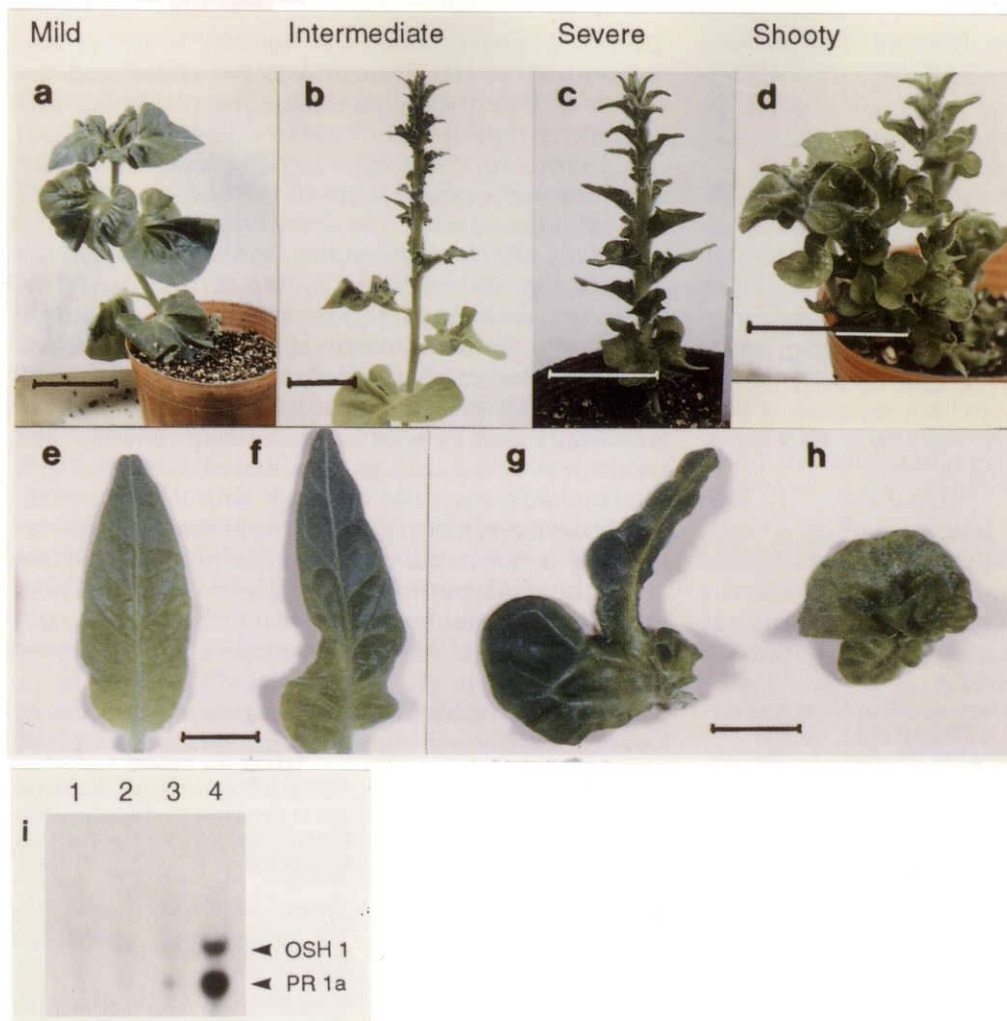 Mild Intermediate Severe Shooty
a b c d
e f g h
1 2 3 4
i
OSH 1
PR 1a